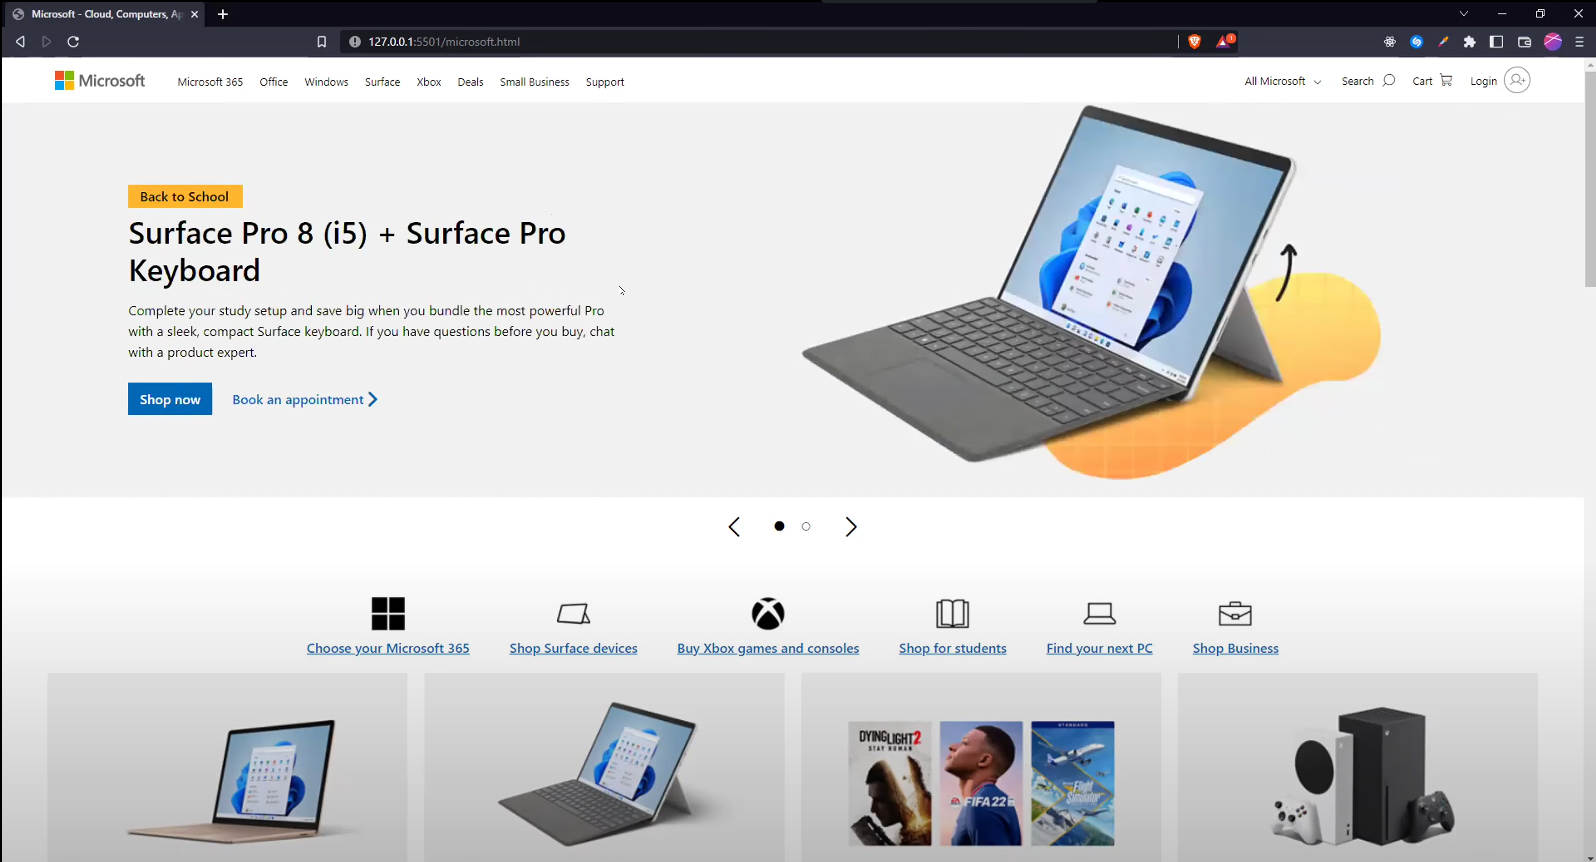 Microsoft - Cloud, Computers, Ap
127.0.0.1:5501/microsoft.html
1
Microsoft
Microsoft 365
Office
Windows
Surface
Xbox
Deals
Small Business
Support
All Microsoft
Search
Cart
Login
Back to School
Surface Pro 8 (i5) + Surface Pro
Keyboard
Complete your study setup and save big when you bundle the most powerful Pro
with a sleek, compact Surface keyboard. If you have questions before you buy, chat
with a product expert.
Shop now
Book an appointment
Choose your Microsoft 365
Shop Surface devices
Buy Xbox games and consoles
Shop for students
Find your next PC
Shop Business
DYING LIGHT 2
STAY HUMAN
FIFA 22
STANDARD
Flight
Simulator